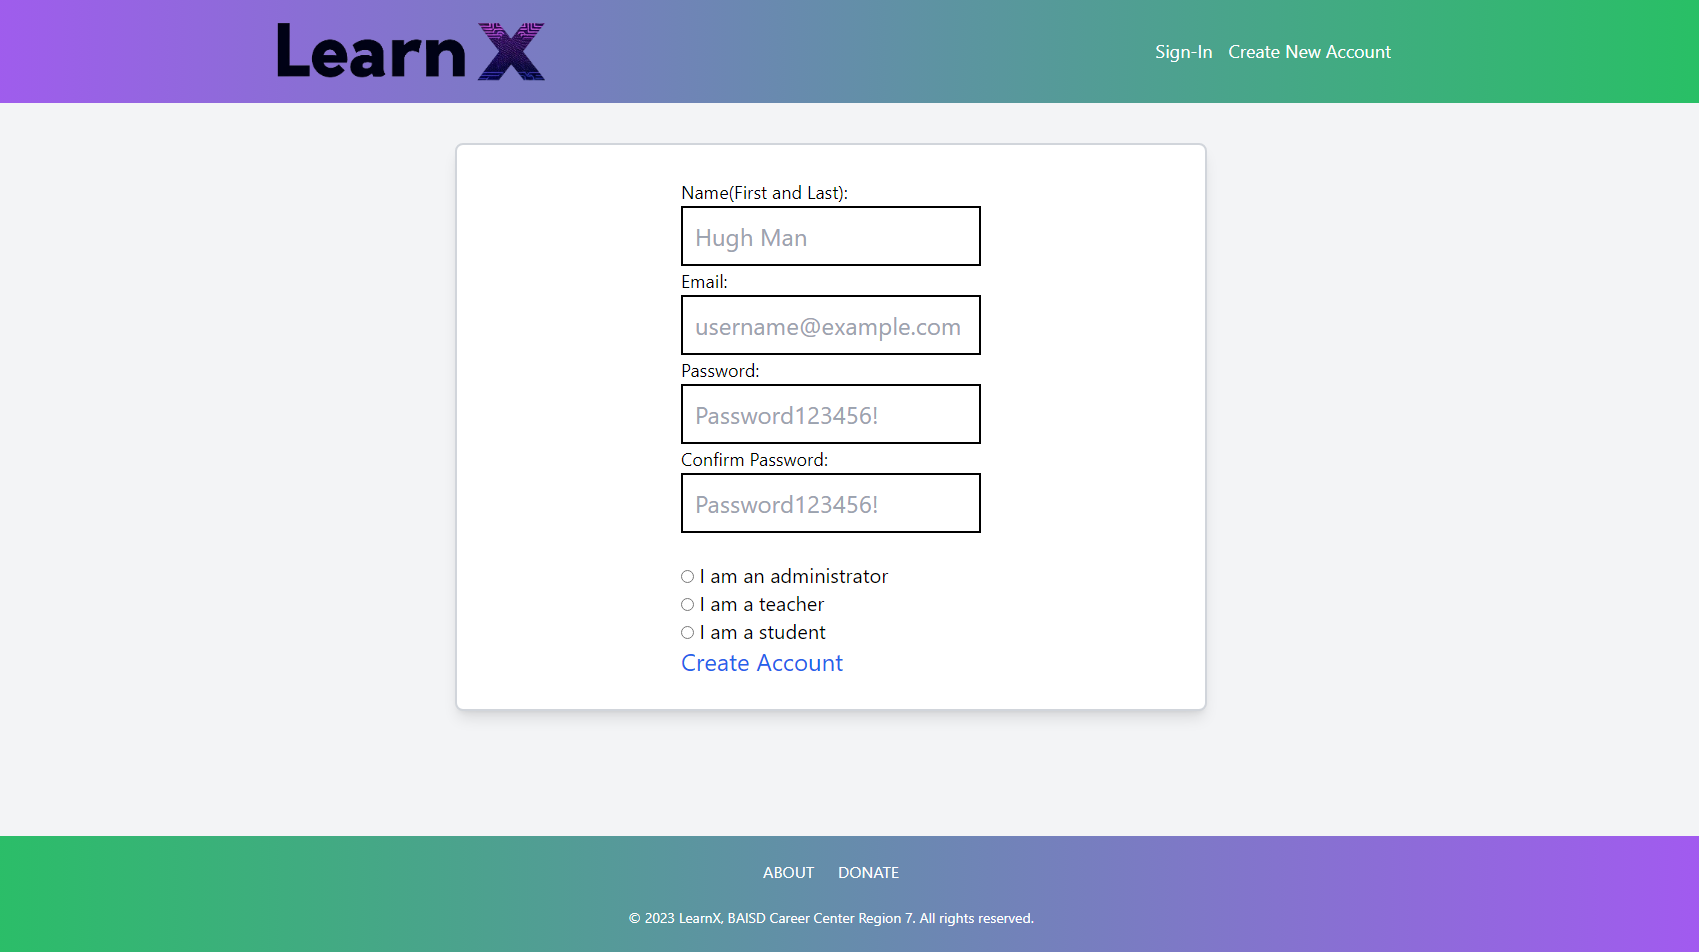 Learn X
Sign-In Create New Account
Name(First and Last):
Hugh Man
Email:
username@example.com
Password:
Password123456!
Confirm Password:
Password123456!
I am an administrator
I am a teacher
I am a student
Create Account
ABOUT DONATE
© 2023 LearnX, BAISD Career Center Region 7. All rights reserved.